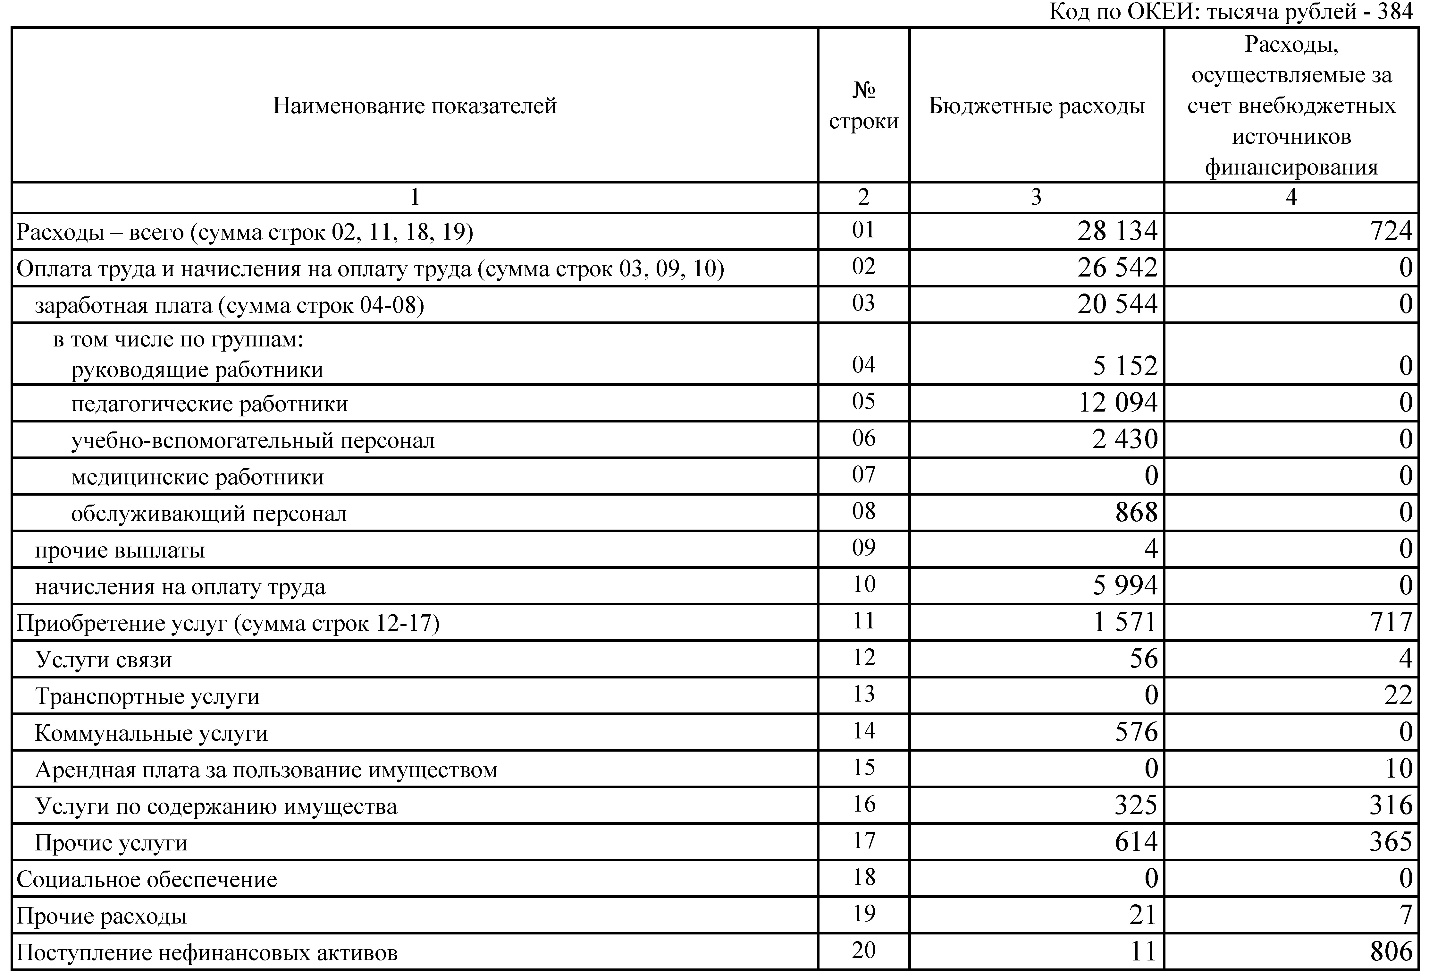 Код по ОКЕИ: тысяча рублей - 384
Наименование показателей
№
строки
Бюджетные расходы
Расходы,
осуществляемые за
счет внебюджетных
источников
финансирования
1 2 3 4
Расходы – всего (сумма строк 02, 11, 18, 19) 01 28 134 724
Оплата труда и начисления на оплату труда (сумма строк 03, 09, 10) 02 26 542 0
заработная плата (сумма строк 04-08) 03 20 544 0
в том числе по группам:
руководящие работники 04 5 152 0
педагогические работники 05 12 094 0
учебно-вспомогательный персонал 06 2 430 0
медицинские работники 07 0 0
обслуживающий персонал 08 868 0
прочие выплаты 09 4 0
начисления на оплату труда 10 5 994 0
Приобретение услуг (сумма строк 12-17) 11 1 571 717
Услуги связи 12 56 4
Транспортные услуги 13 0 22
Коммунальные услуги 14 576 0
Арендная плата за пользование имуществом 15 0 10
Услуги по содержанию имущества 16 325 316
Прочие услуги 17 614 365
Социальное обеспечение 18 0 0
Прочие расходы 19 21 7
Поступление нефинансовых активов 20 11 806